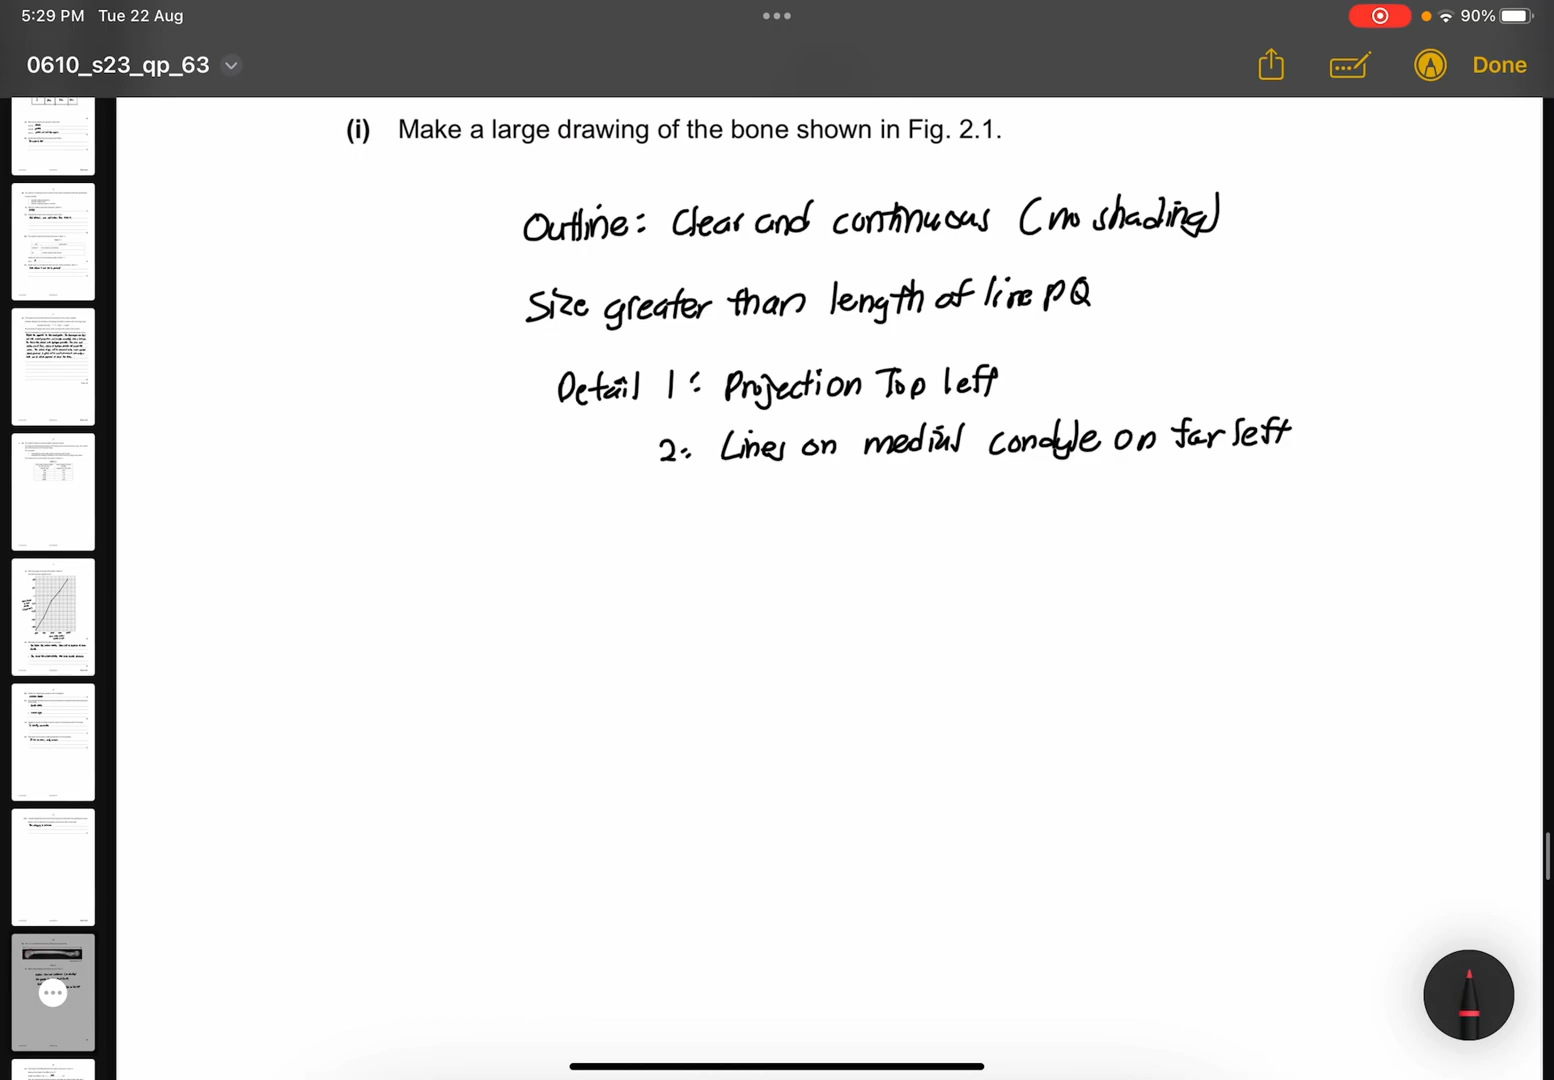 5:29 PM Tue 22 Aug
90%
0610_s23_qp_63
Done
(i) Make a large drawing of the bone shown in Fig. 2.1.
Outline: Clear and continuous (no shading)
Size greater than length of line PQ
Detail 1: Projection Top left
2. Lines on medial condyle on far left